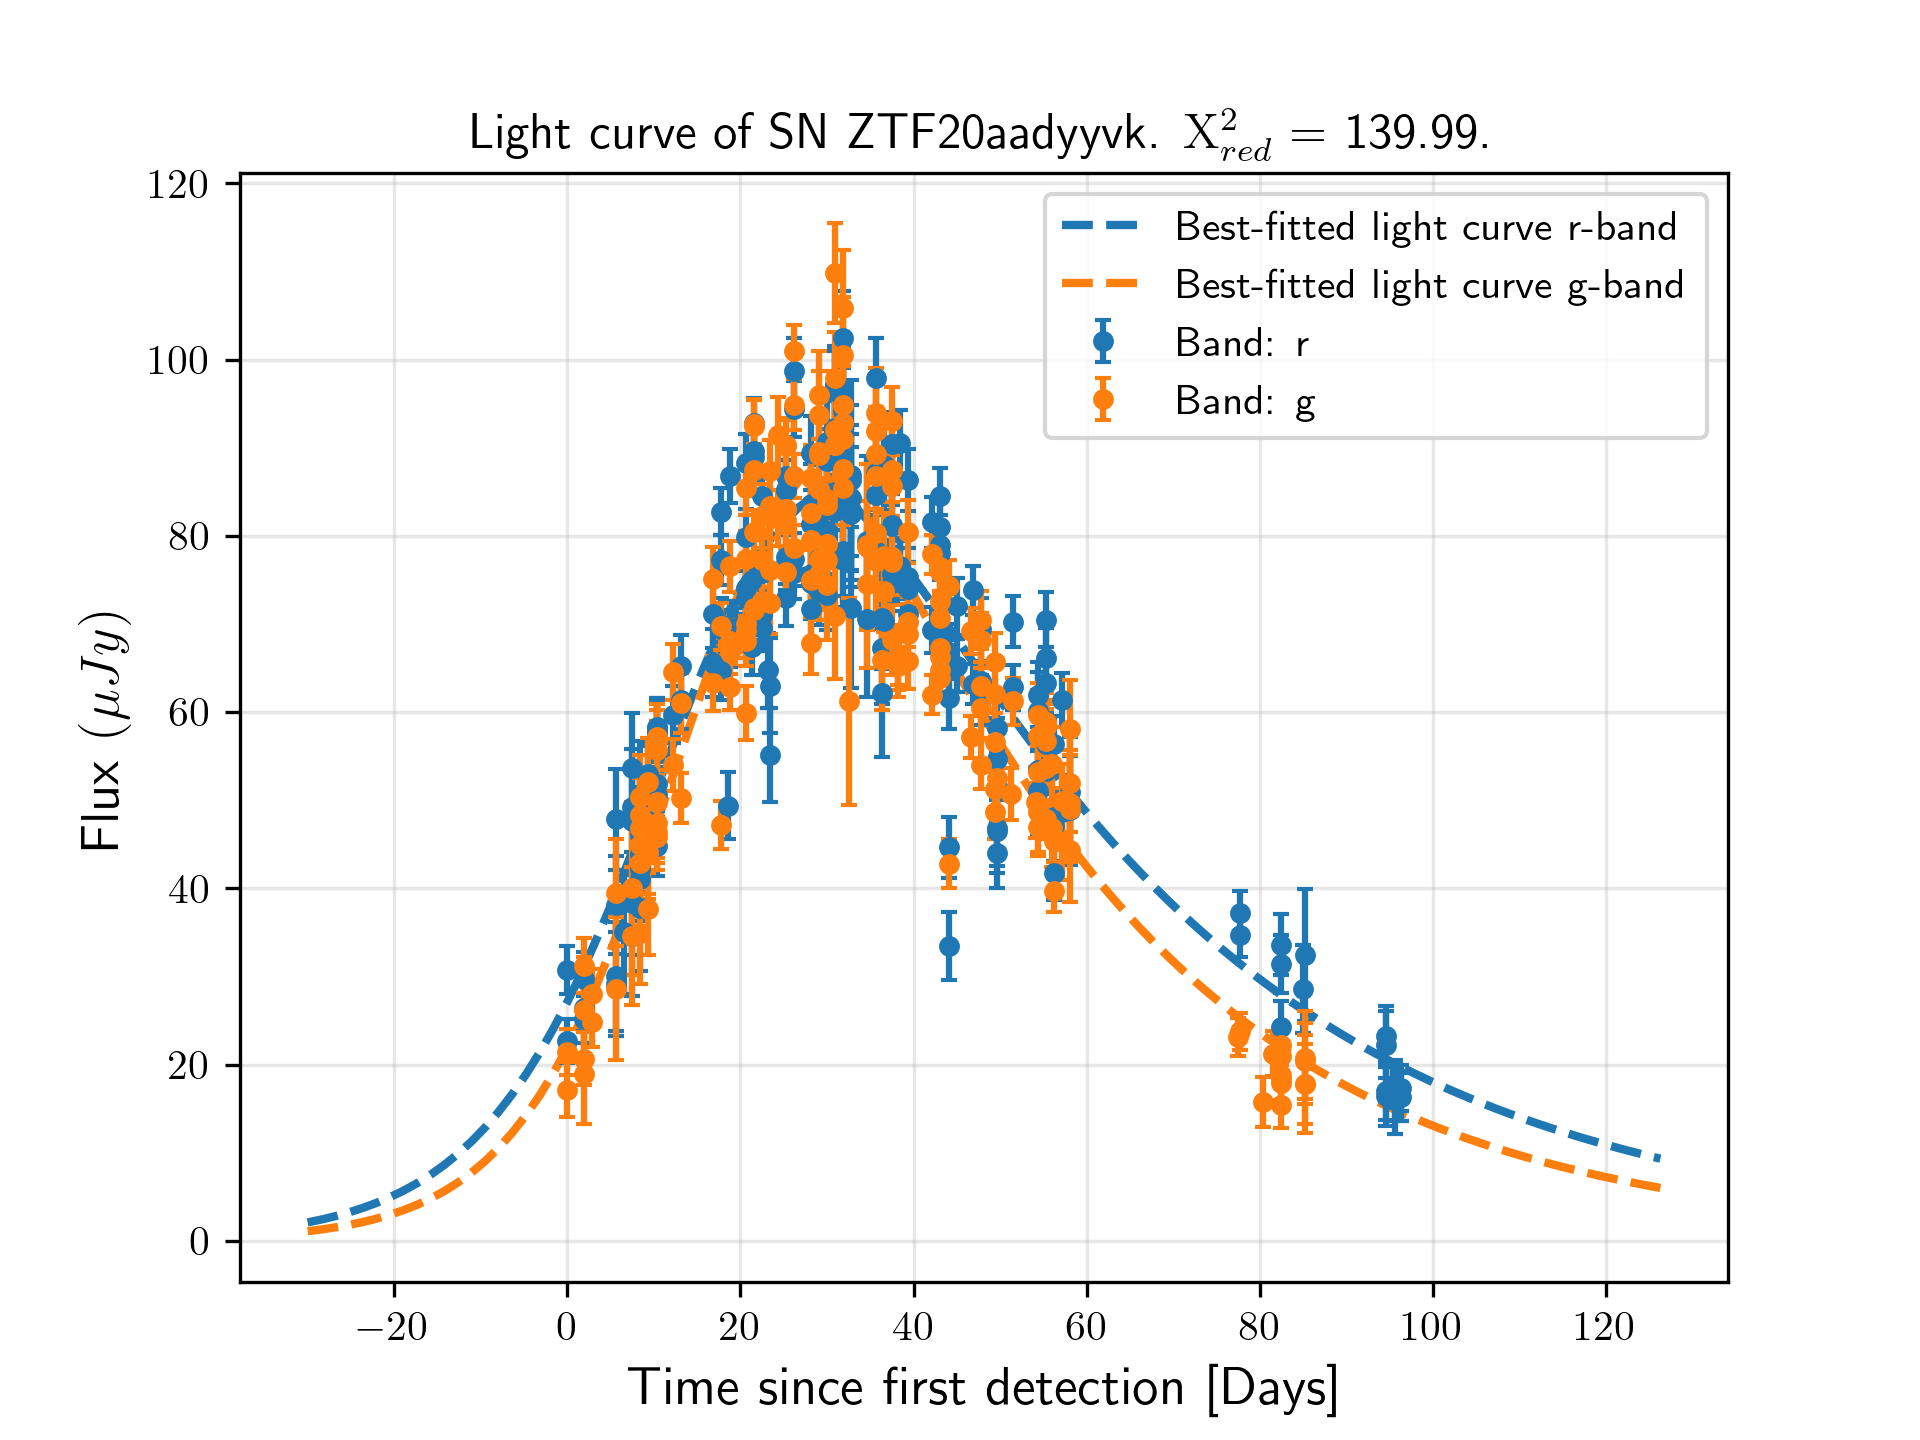 Light curve of SN ZTF20aadyyvk. X²_red = 139.99.
120
100
80
60
40
20
0
Flux (μJy)
Best-fitted light curve r-band
Best-fitted light curve g-band
Band: r
Band: g
−20 0 20 40 60 80 100 120
Time since first detection [Days]